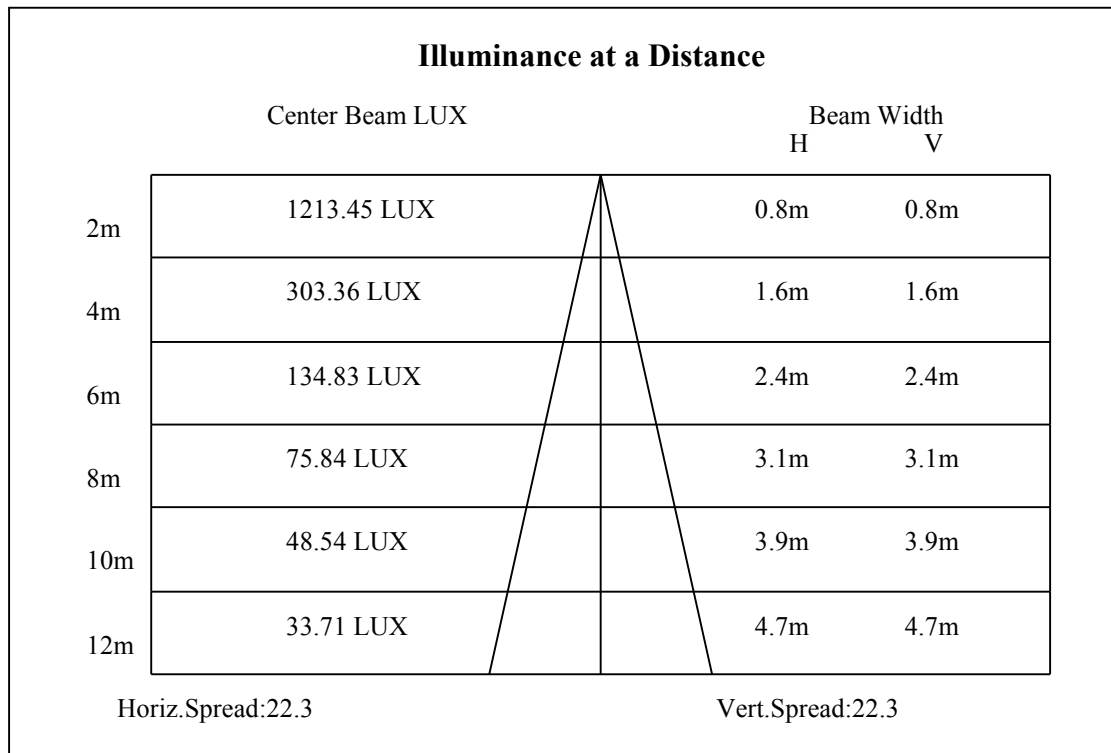 Illuminance at a Distance
Center Beam LUX Beam Width
H V
2m 1213.45 LUX 0.8m 0.8m
4m 303.36 LUX 1.6m 1.6m
6m 134.83 LUX 2.4m 2.4m
8m 75.84 LUX 3.1m 3.1m
10m 48.54 LUX 3.9m 3.9m
12m 33.71 LUX 4.7m 4.7m
Horiz.Spread:22.3 Vert.Spread:22.3